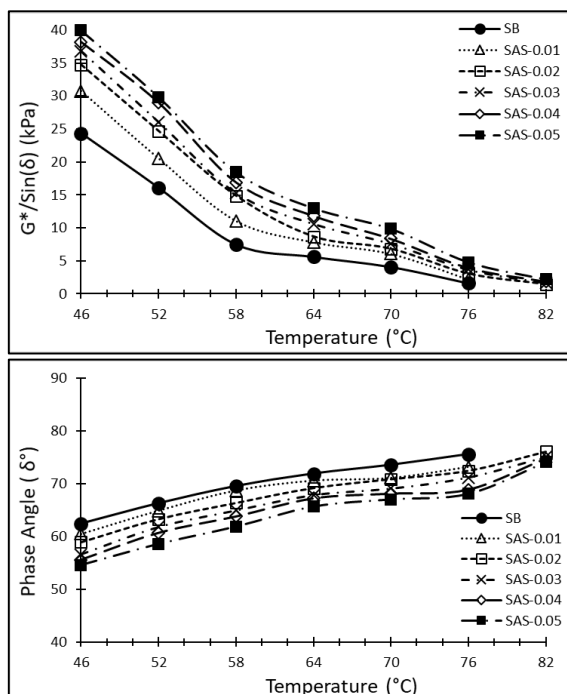 40
35
30
25
20
15
10
5
0
G*/Sin(δ) (kPa)
SB
SAS-0.01
SAS-0.02
SAS-0.03
SAS-0.04
SAS-0.05
46 52 58 64 70 76 82
Temperature (°C)
90
80
70
60
50
40
Phase Angle ( δ°)
SB
SAS-0.01
SAS-0.02
SAS-0.03
SAS-0.04
SAS-0.05
46 52 58 64 70 76 82
Temperature (°C)